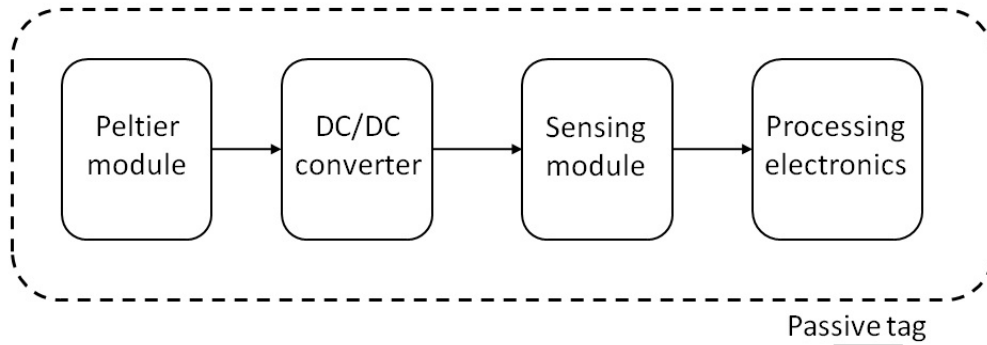 Peltier
module
DC/DC
converter
Sensing
module
Processing
electronics
Passive tag